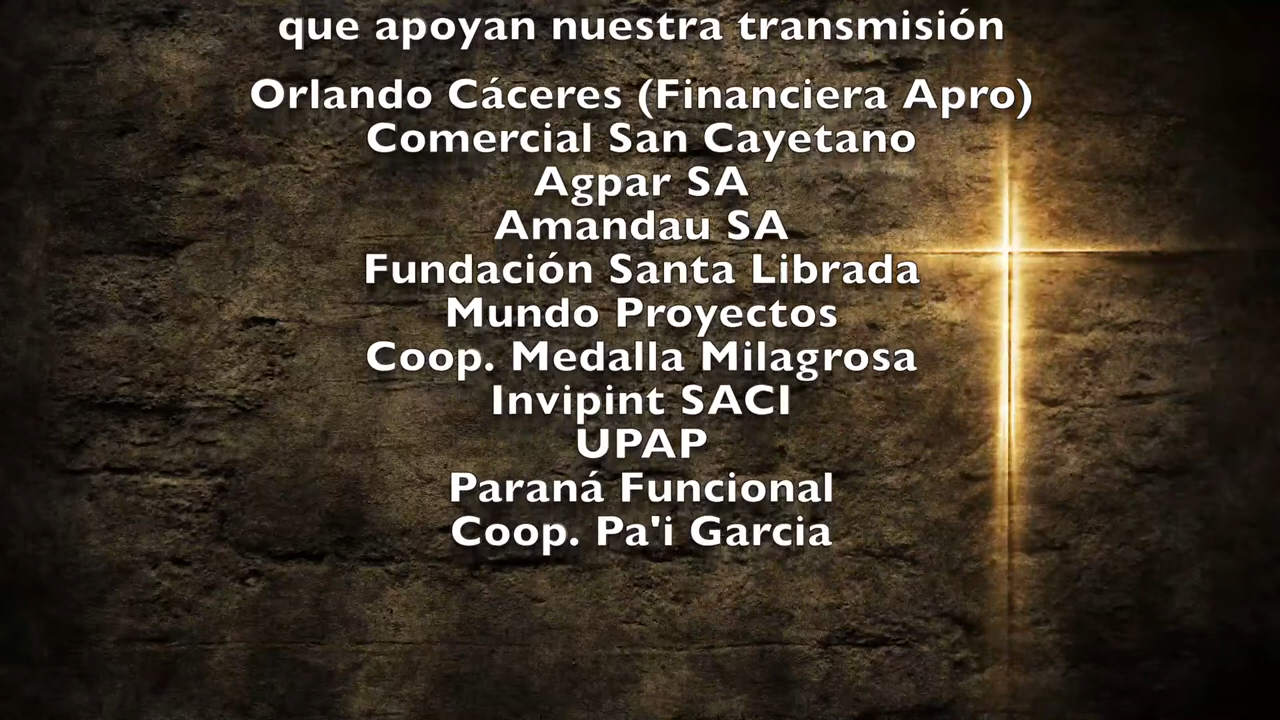 que apoyan nuestra transmisión
Orlando Cáceres (Financiera Apro)
Comercial San Cayetano
Agpar SA
Amandau SA
Fundación Santa Librada
Mundo Proyectos
Coop. Medalla Milagrosa
Invipint SACI
UPAP
Paraná Funcional
Coop. Pa'i Garcia